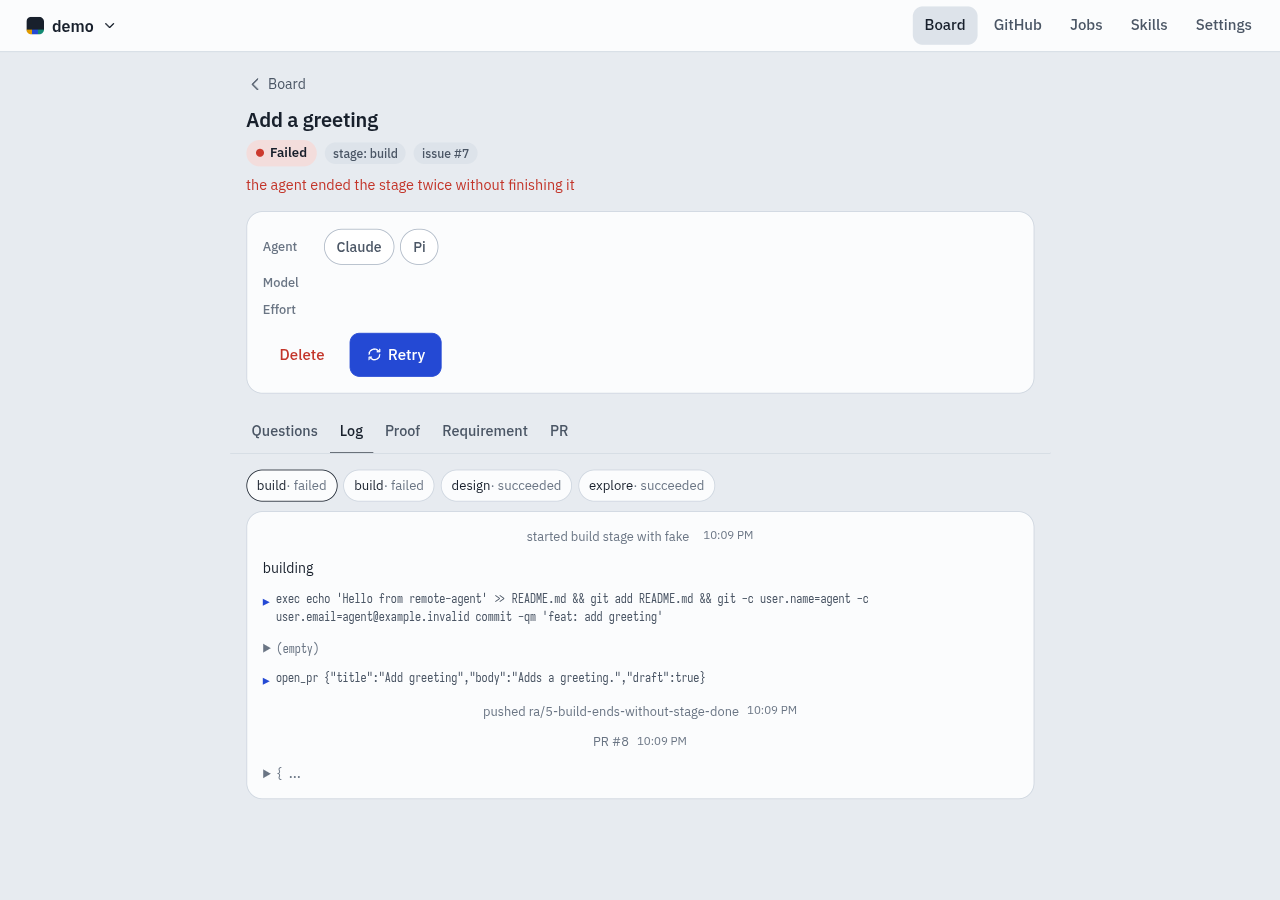 demo
Board GitHub Jobs Skills Settings
Board
Add a greeting
Failed stage: build issue #7
the agent ended the stage twice without finishing it
Agent Claude Pi
Model
Effort
Delete Retry
Questions Log Proof Requirement PR
build · failed build · failed design · succeeded explore · succeeded
started build stage with fake 10:09 PM
building
exec echo 'Hello from remote-agent' >> README.md && git add README.md && git -c user.name=agent -c
user.email=agent@example.invalid commit -qm 'feat: add greeting'
(empty)
open_pr {"title":"Add greeting","body":"Adds a greeting.","draft":true}
pushed ra/5-build-ends-without-stage-done 10:09 PM
PR #8 10:09 PM
{ ...